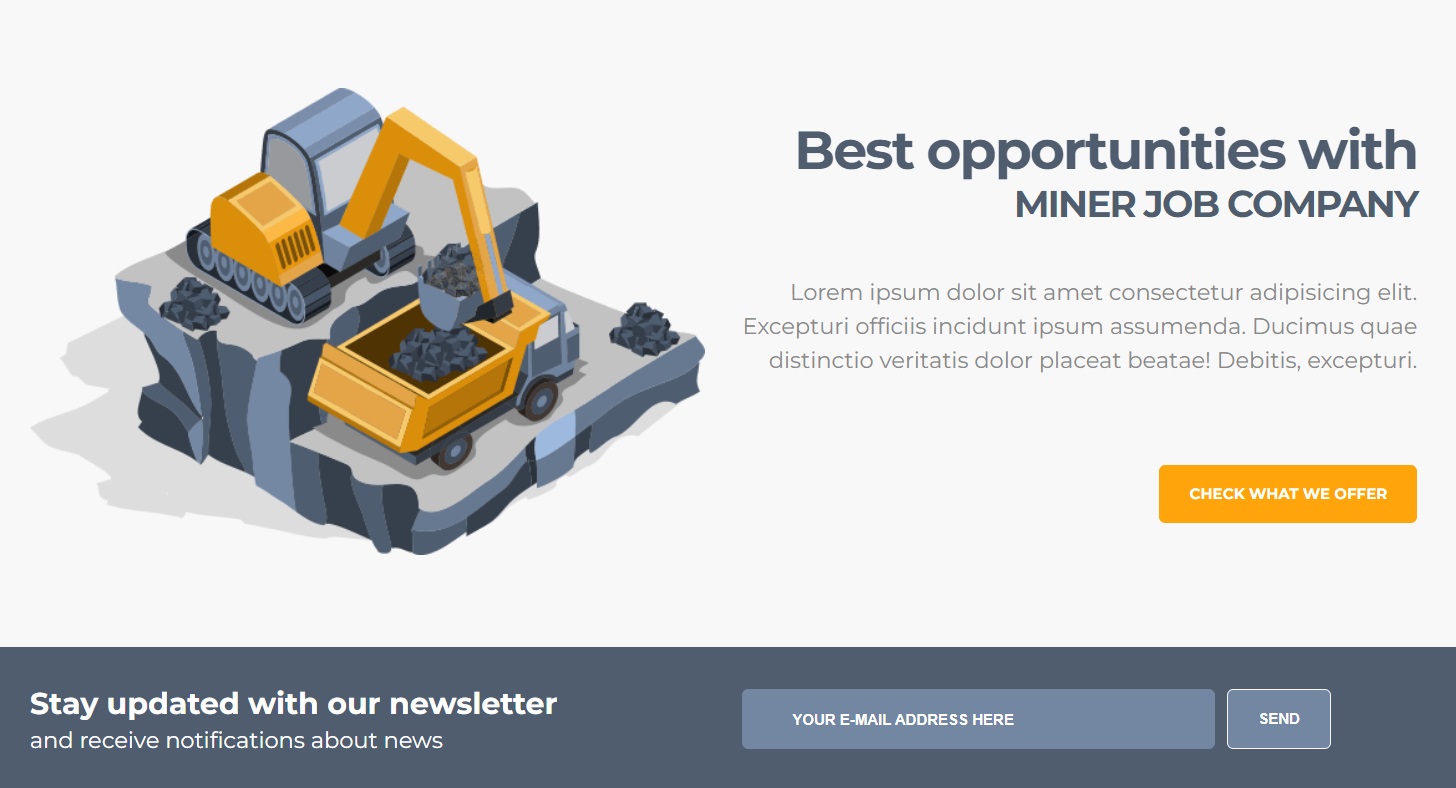 Best opportunities with
MINER JOB COMPANY
Lorem ipsum dolor sit amet consectetur adipisicing elit.
Excepturi officiis incidunt ipsum assumenda. Ducimus quae
distinctio veritatis dolor placeat beatae! Debitis, excepturi.
CHECK WHAT WE OFFER
Stay updated with our newsletter
and receive notifications about news
YOUR E-MAIL ADDRESS HERE
SEND